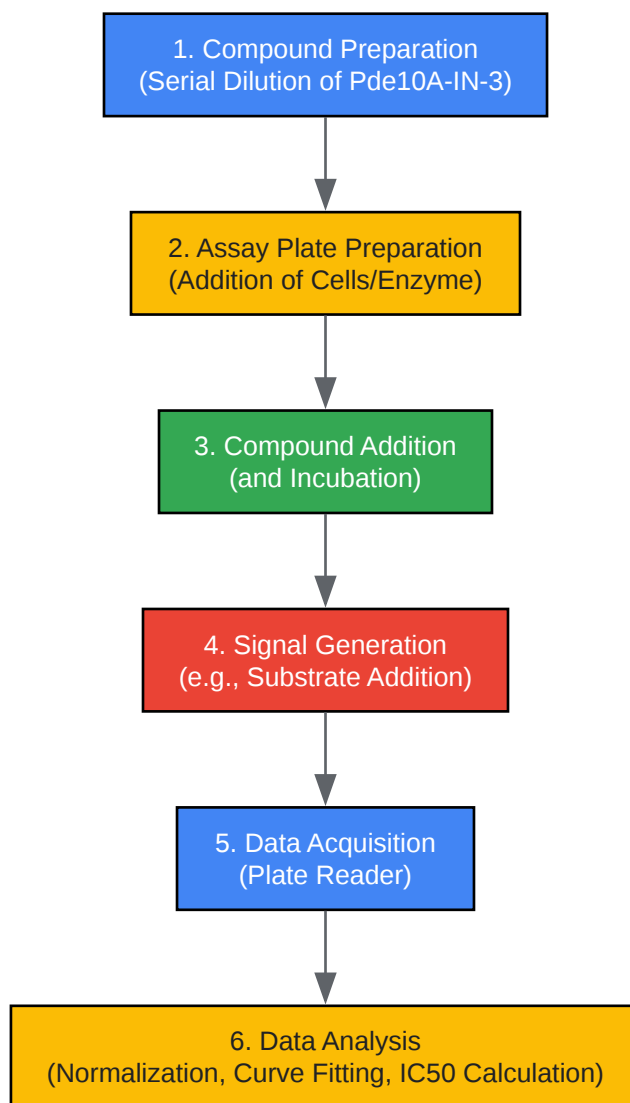 1. Compound Preparation
(Serial Dilution of Pde10A-IN-3)
2. Assay Plate Preparation
(Addition of Cells/Enzyme)
3. Compound Addition
(and Incubation)
4. Signal Generation
(e.g., Substrate Addition)
5. Data Acquisition
(Plate Reader)
6. Data Analysis
(Normalization, Curve Fitting, IC50 Calculation)